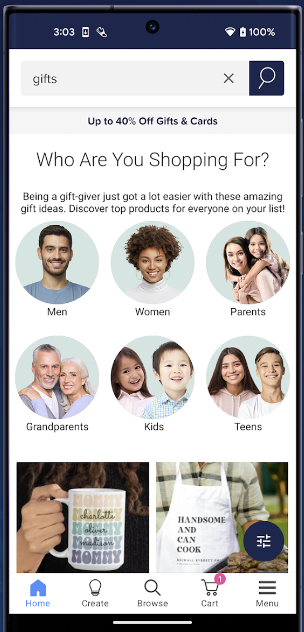 3:03
100%
gifts
Up to 40% Off Gifts & Cards
Who Are You Shopping For?
Being a gift-giver just got a lot easier with these amazing
gift ideas. Discover top products for everyone on your list!
Men Women Parents
Grandparents Kids Teens
MOMMY
charlotte
oliver
madison
MOMMY
HANDSOME
AND
CAN
COOK
1
Home Create Browse Cart Menu